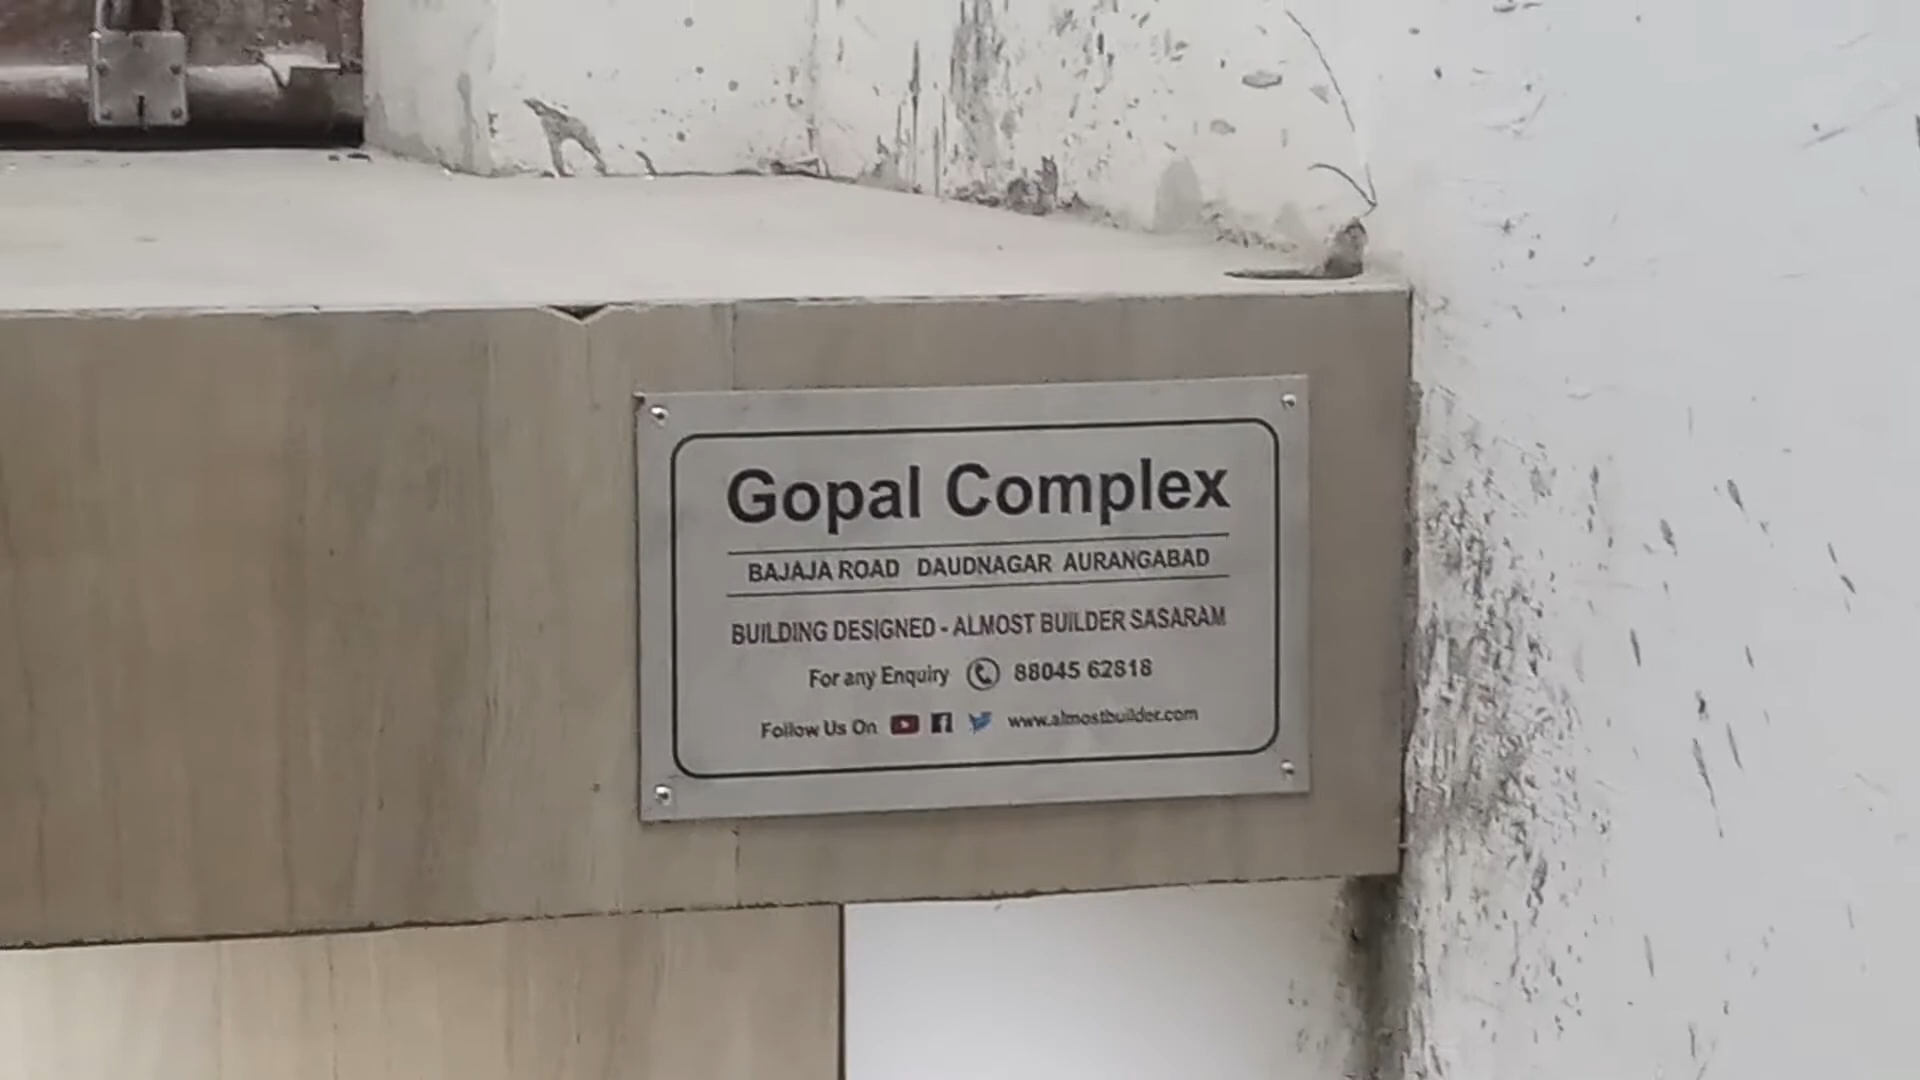 Gopal Complex
BAJAJA ROAD DAUDNAGAR AURANGABAD
BUILDING DESIGNED - ALMOST BUILDER SASARAM
For any Enquiry 88045 62818
Follow Us On www.almostbuilder.com